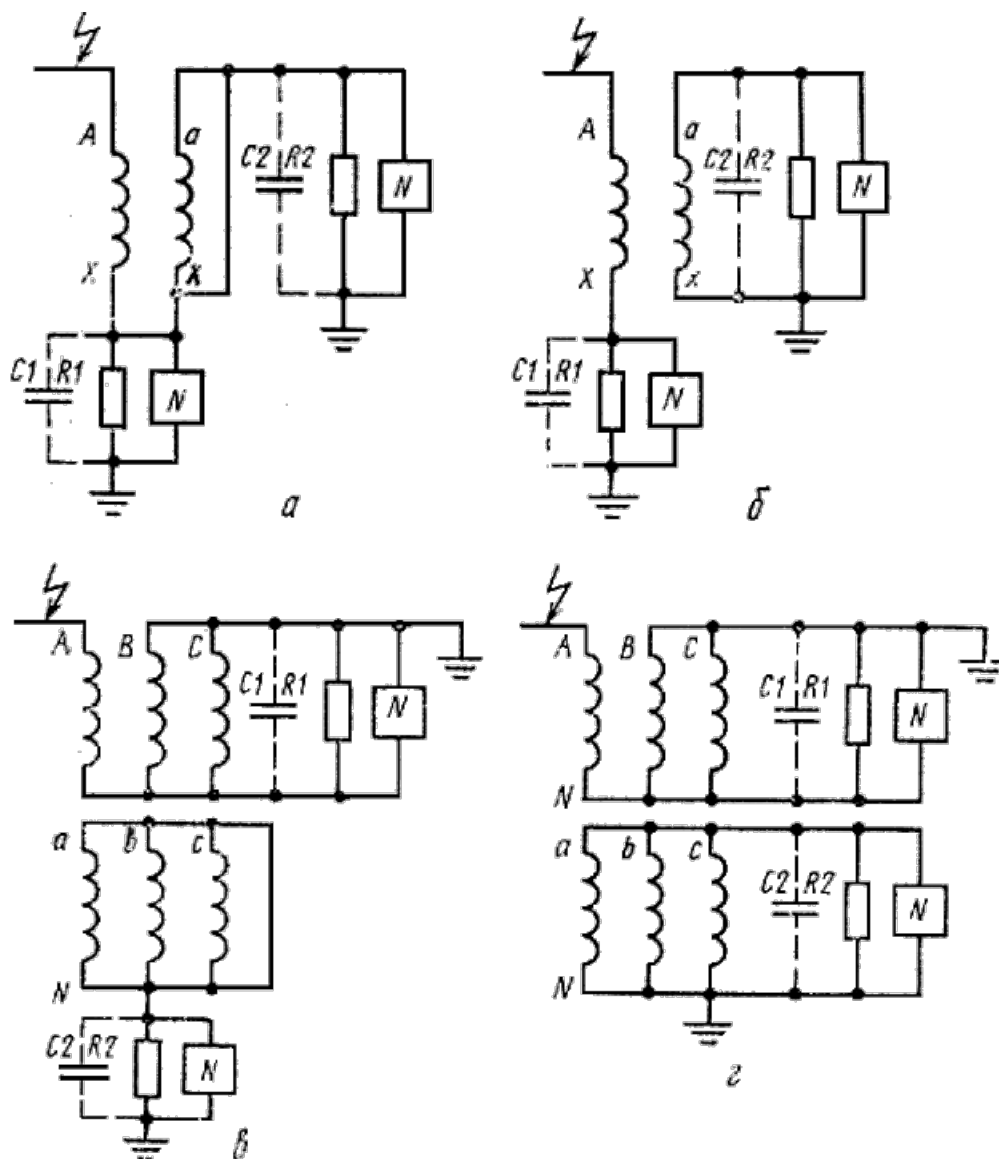 A a C2 R2 N
X x
C1 R1 N
а
A a C2 R2 N
X x
C1 R1 N
б
A B C C1 R1 N
a b c
N
C2 R2 N
в
A B C C1 R1 N
N
a b c C2 R2 N
N
г